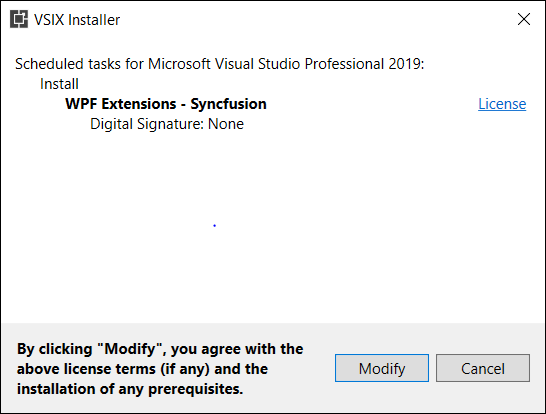 VSIX Installer
Scheduled tasks for Microsoft Visual Studio Professional 2019:
Install
WPF Extensions - Syncfusion License
Digital Signature: None
By clicking "Modify", you agree with the
above license terms (if any) and the
installation of any prerequisites.
Modify Cancel